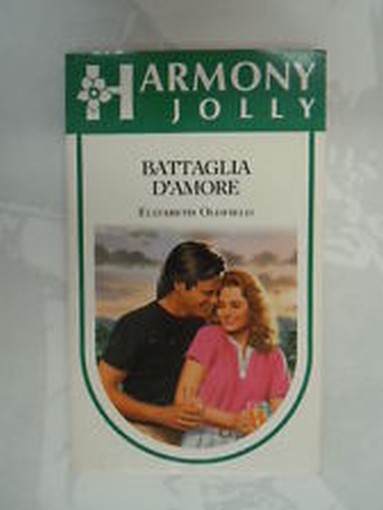 HARMONY
JOLLY
BATTAGLIA
D'AMORE
ELIZABETH OLDFIELD